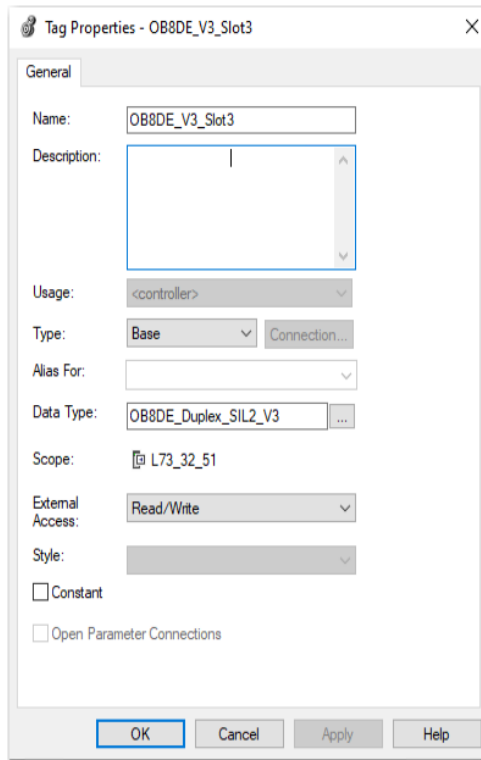 Tag Properties - OB8DE_V3_Slot3
General
Name: OB8DE_V3_Slot3
Description:
Usage: <controller>
Type: Base Connection...
Alias For:
Data Type: OB8DE_Duplex_SIL2_V3 ...
Scope: L73_32_51
External
Access: Read/Write
Style:
Constant
Open Parameter Connections
OK Cancel Apply Help